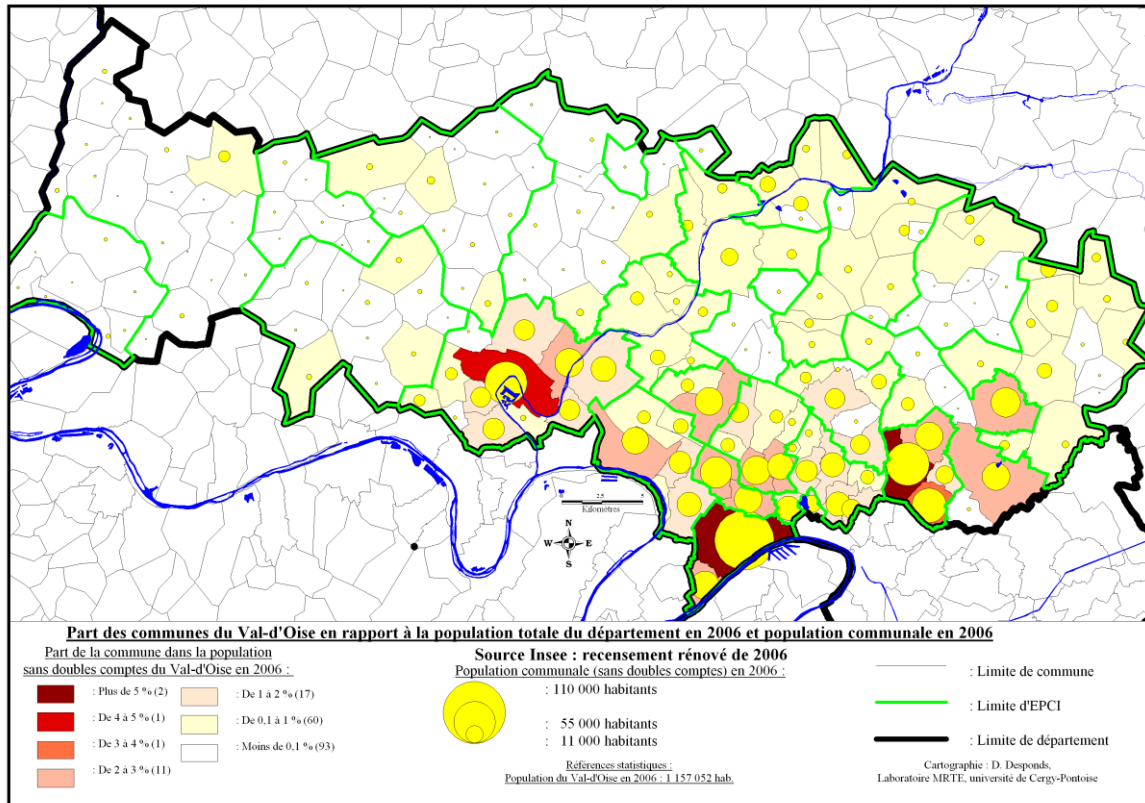 0 2,5 5
Kilomètres
N
W E
S
Part des communes du Val-d'Oise en rapport à la population totale du département en 2006 et population communale en 2006
Part de la commune dans la population
sans doubles comptes du Val-d'Oise en 2006 :
: Plus de 5 % (2)
: De 4 à 5 % (1)
: De 3 à 4 % (1)
: De 2 à 3 % (11)
: De 1 à 2 % (17)
: De 0,1 à 1 % (60)
: Moins de 0,1 % (93)
Source Insee : recensement rénové de 2006
Population communale (sans doubles comptes) en 2006 :
: 110 000 habitants
: 55 000 habitants
: 11 000 habitants
Références statistiques :
Population du Val-d'Oise en 2006 : 1 157 052 hab.
: Limite de commune
: Limite d'EPCI
: Limite de département
Cartographie : D. Desponds,
Laboratoire MRTE, université de Cergy-Pontoise